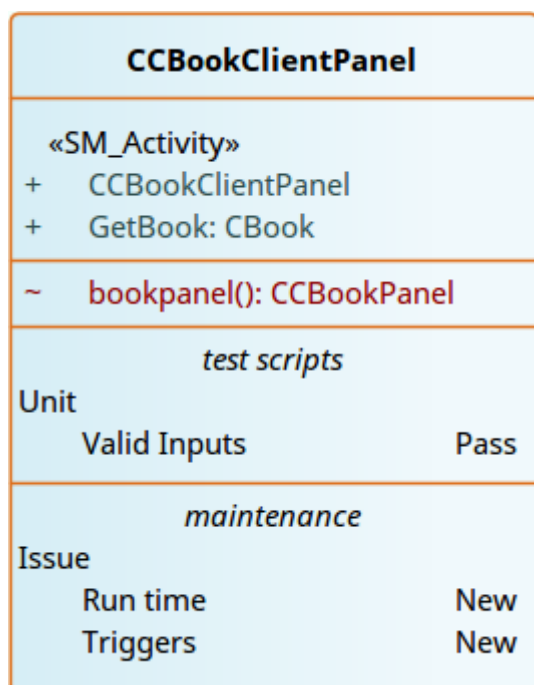 CCBookClientPanel
«SM_Activity»
+ CCBookClientPanel
+ GetBook: CBook
~ bookpanel(): CCBookPanel
test scripts
Unit
Valid Inputs Pass
maintenance
Issue
Run time New
Triggers New